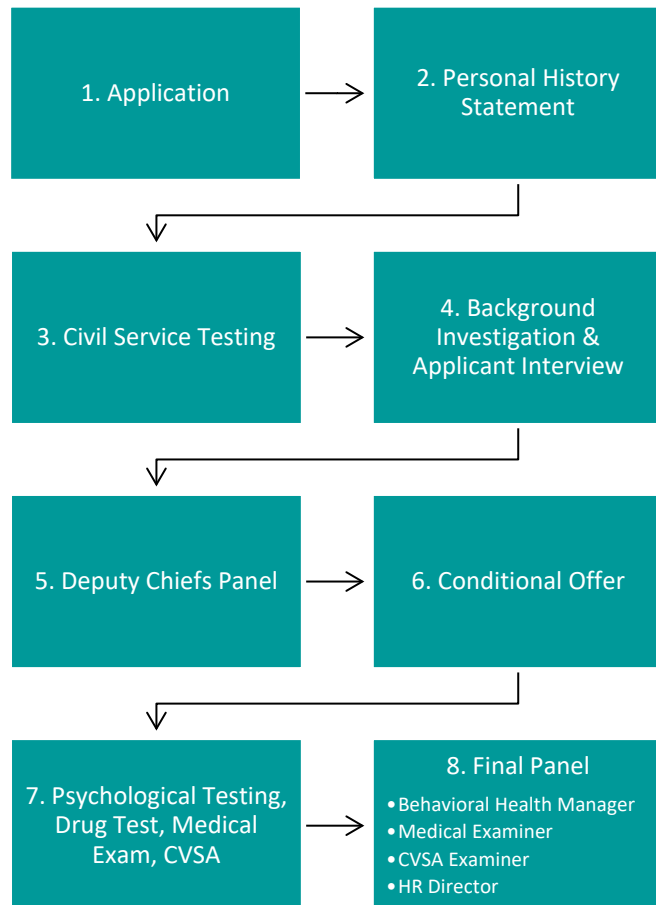 1. Application
2. Personal History
Statement
3. Civil Service Testing
4. Background
Investigation &
Applicant Interview
5. Deputy Chiefs Panel
6. Conditional Offer
7. Psychological Testing,
Drug Test, Medical
Exam, CVSA
8. Final Panel
•Behavioral Health Manager
•Medical Examiner
•CVSA Examiner
•HR Director